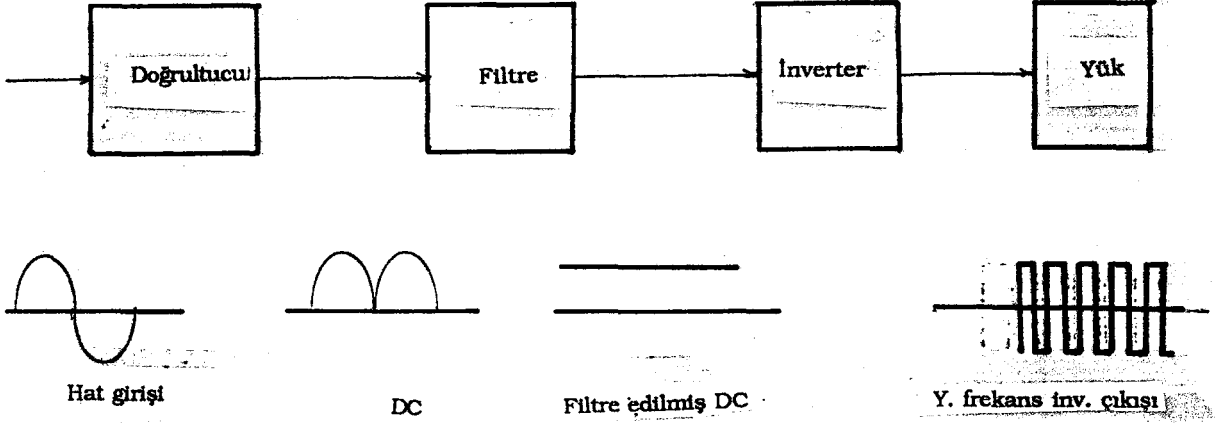 Doğrultucu
Filtre
İnverter
Yük
Hat girişi
DC
Filtre edilmiş DC
Y. frekans inv. çıkışı